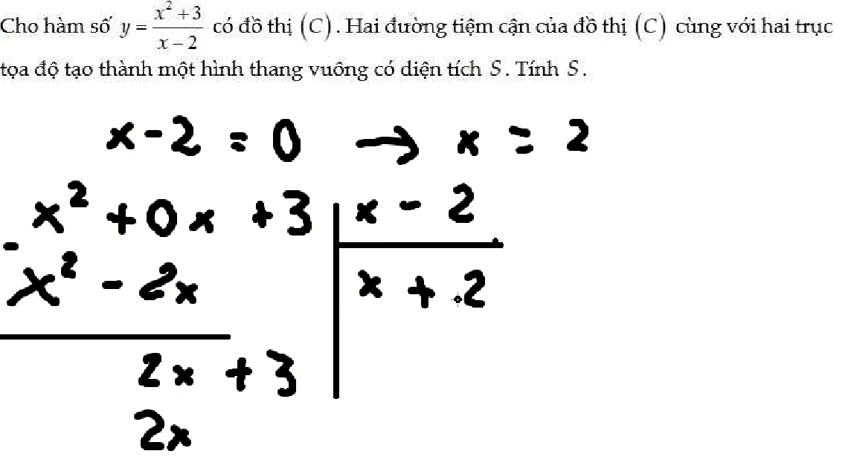 Cho hàm số y = (x² + 3)/(x − 2) có đồ thị (C). Hai đường tiệm cận của đồ thị (C) cùng với hai trục
tọa độ tạo thành một hình thang vuông có diện tích S. Tính S.
x - 2 = 0 → x = 2
- x² + 0x + 3 | x - 2
x² - 2x | x + 2
2x + 3
2x